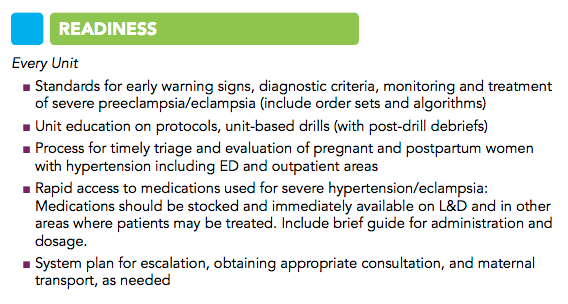 READINESS
Every Unit
■ Standards for early warning signs, diagnostic criteria, monitoring and treatment
of severe preeclampsia/eclampsia (include order sets and algorithms)
■ Unit education on protocols, unit-based drills (with post-drill debriefs)
■ Process for timely triage and evaluation of pregnant and postpartum women
with hypertension including ED and outpatient areas
■ Rapid access to medications used for severe hypertension/eclampsia:
Medications should be stocked and immediately available on L&D and in other
areas where patients may be treated. Include brief guide for administration and
dosage.
■ System plan for escalation, obtaining appropriate consultation, and maternal
transport, as needed